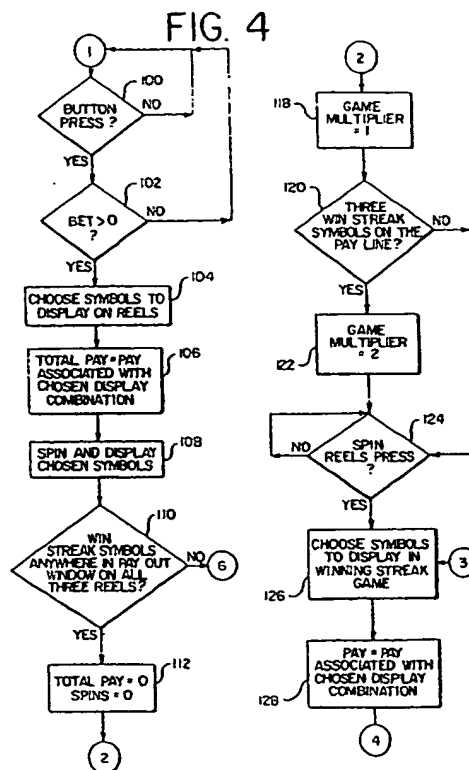 FIG. 4
1
100
BUTTON
PRESS ?
NO
YES
102
BET > 0
?
NO
YES
104
CHOOSE SYMBOLS TO
DISPLAY ON REELS
106
TOTAL PAY = PAY
ASSOCIATED WITH
CHOSEN DISPLAY
COMBINATION
108
SPIN AND DISPLAY
CHOSEN SYMBOLS
110
WIN
STREAK SYMBOLS
ANYWHERE IN PAY OUT
WINDOW ON ALL
THREE REELS?
NO
6
YES
112
TOTAL PAY = 0
SPINS = 0
2
2
118
GAME
MULTIPLIER
= 1
120
THREE
WIN STREAK
SYMBOLS ON THE
PAY LINE?
NO
YES
122
GAME
MULTIPLIER
= 2
124
SPIN
REELS PRESS
?
NO
YES
126
CHOOSE SYMBOLS
TO DISPLAY IN
WINNING STREAK
GAME
3
128
PAY = PAY
ASSOCIATED WITH
CHOSEN DISPLAY
COMBINATION
4